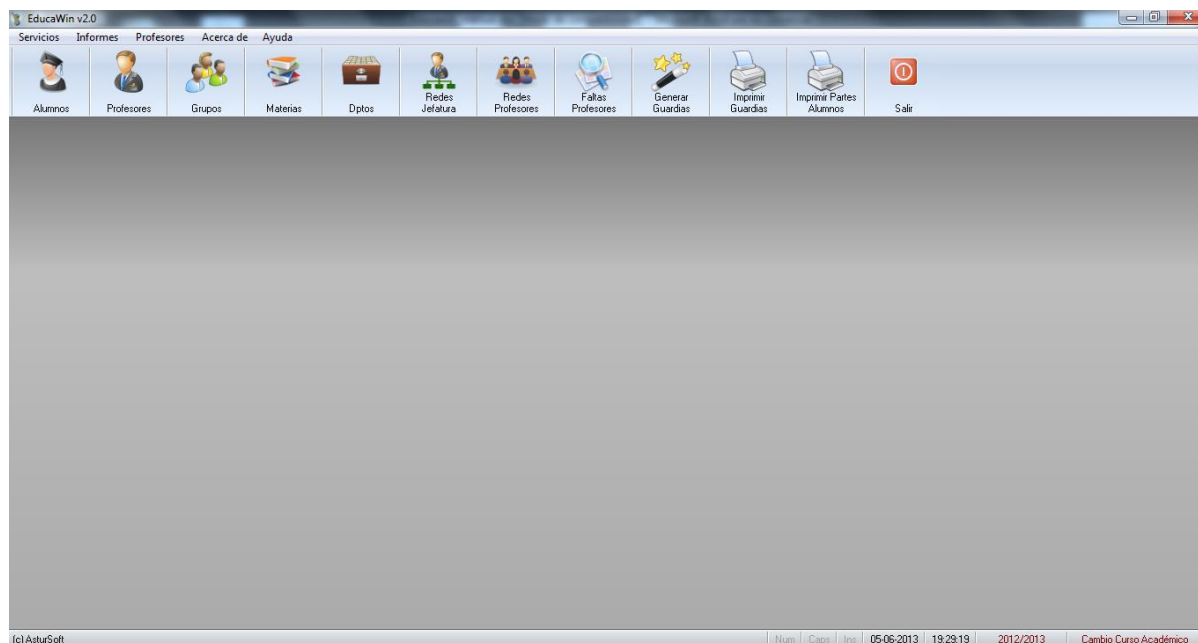 EducaWin v2.0
Servicios Informes Profesores Acerca de Ayuda
Alumnos Profesores Grupos Materias Dptos Redes Jefatura Redes Profesores Faltas Profesores Generar Guardias Imprimir Guardias Imprimir Partes Alumnos Salir
(c) AsturSoft Num Caps Ins 05-06-2013 19:29:19 2012/2013 Cambio Curso Académico